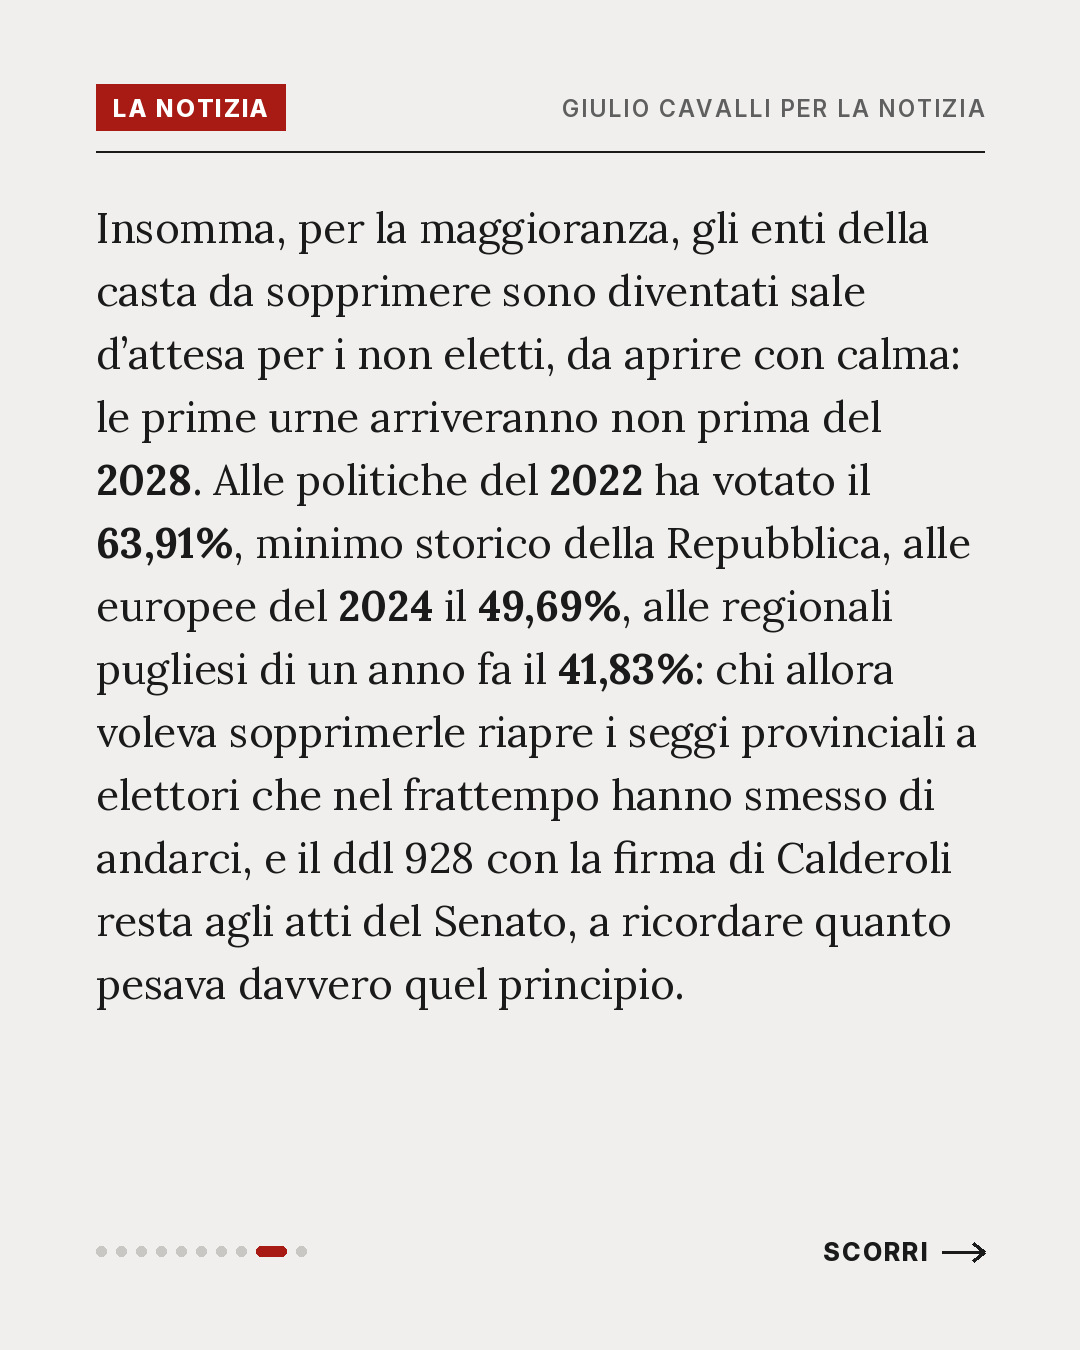 LA NOTIZIA
GIULIO CAVALLI PER LA NOTIZIA
Insomma, per la maggioranza, gli enti della
casta da sopprimere sono diventati sale
d’attesa per i non eletti, da aprire con calma:
le prime urne arriveranno non prima del
2028. Alle politiche del 2022 ha votato il
63,91%, minimo storico della Repubblica, alle
europee del 2024 il 49,69%, alle regionali
pugliesi di un anno fa il 41,83%: chi allora
voleva sopprimerle riapre i seggi provinciali a
elettori che nel frattempo hanno smesso di
andarci, e il ddl 928 con la firma di Calderoli
resta agli atti del Senato, a ricordare quanto
pesava davvero quel principio.
SCORRI